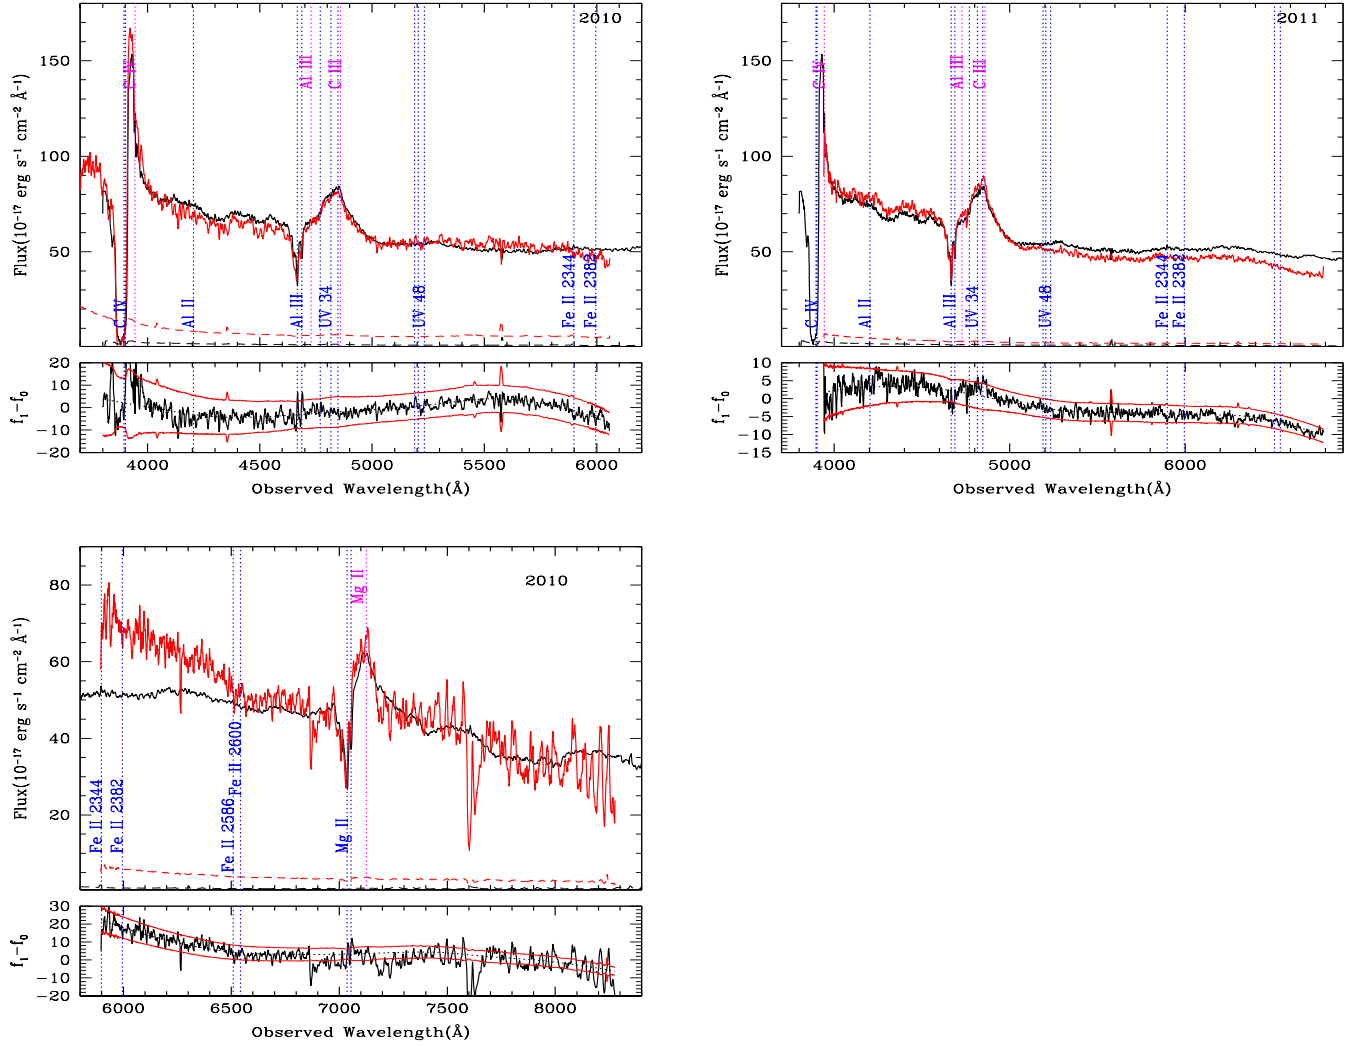 2010
Flux(10⁻¹⁷ erg s⁻¹ cm⁻² Å⁻¹)
150
100
50
C IV
Al III
C III
C IV
Al II
Al III
UV 34
UV 48
Fe II 2344
Fe II 2382
f₁−f₀
20
10
0
−10
−20
4000 4500 5000 5500 6000
Observed Wavelength(Å)
2011
Flux(10⁻¹⁷ erg s⁻¹ cm⁻² Å⁻¹)
150
100
50
C IV
Al III
C III
C IV
Al II
Al III
UV 34
UV 48
Fe II 2344
Fe II 2382
f₁−f₀
10
5
0
−5
−10
−15
4000 5000 6000
Observed Wavelength(Å)
2010
Flux(10⁻¹⁷ erg s⁻¹ cm⁻² Å⁻¹)
80
60
40
20
Mg II
Fe II 2344
Fe II 2382
Fe II 2586
Fe II 2600
Mg II
f₁−f₀
30
20
10
0
−10
−20
6000 6500 7000 7500 8000
Observed Wavelength(Å)